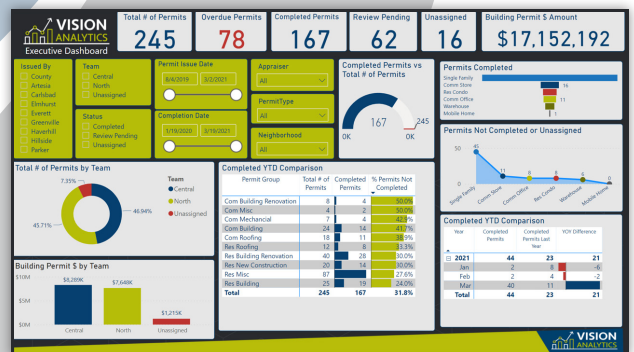 VISION
ANALYTICS
Executive Dashboard
Total # of Permits
245
Overdue Permits
78
Completed Permits
167
Review Pending
62
Unassigned
16
Building Permit $ Amount
$17,152,192
Issued By
County
Artesia
Carlsbad
Elmhurst
Everett
Greenville
Haverhill
Hillside
Parker
Team
Central
North
Unassigned
Status
Completed
Review Pending
Unassigned
Permit Issue Date
8/4/2019 3/2/2021
Completion Date
1/19/2020 3/19/2021
Appraiser
All
PermitType
All
Neighborhood
All
Completed Permits vs
Total # of Permits
167
245
0K 0K
Permits Completed
Single Family
Comm Store 16
Res Condo
Comm Office 11
Warehouse
Mobile Home 1
Permits Not Completed or Unassigned
50
45
11
8
8
6
0
0
Single Family Comm Store Comm Office Res Condo Warehouse Mobile Home
Total # of Permits by Team
7.35%
46.94%
45.71%
Team
Central
North
Unassigned
Completed YTD Comparison
Permit Group Total # of Permits Completed Permits % Permits Not Completed
Com Building Renovation 8 4 50.0%
Com Misc 4 2 50.0%
Com Mechancial 7 4 42.9%
Com Building 24 14 41.7%
Com Roofing 18 11 38.9%
Res Roofing 12 8 33.3%
Res Building Renovation 40 28 30.0%
Res New Construction 20 14 30.0%
Res Misc 87 27.6%
Res Building 25 19 24.0%
Total 245 167 31.8%
Building Permit $ by Team
$10M
$5M
$0M
$8,289K
$7,648K
$1,215K
Central North Unassigned
Completed YTD Comparison
Year Completed Permits Completed Permits Last Year YOY Difference
2021 44 23 21
Jan 2 8 -6
Feb 2 4 -2
Mar 40 11
Total 44 23 21
VISION
ANALYTICS